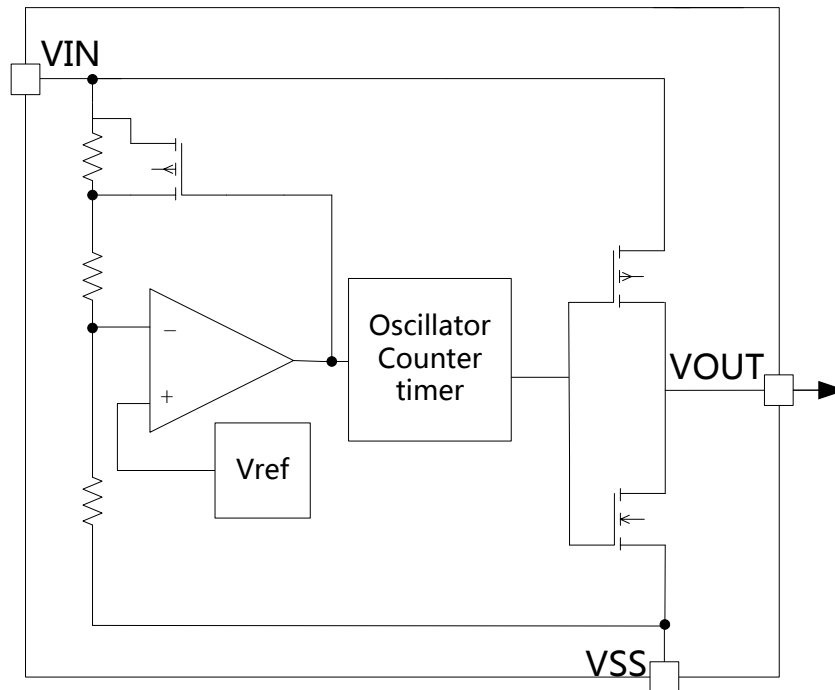 VIN
−
+
Vref
Oscillator
Counter
timer
VOUT
VSS